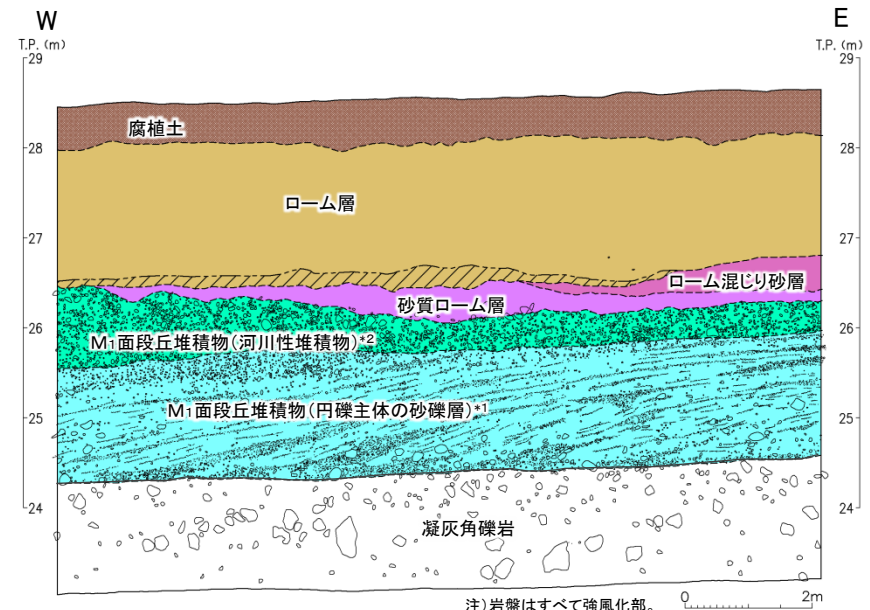 W
E
T.P. (m)
T.P. (m)
29
29
腐植土
28
28
ローム層
27
27
ローム混じり砂層
砂質ローム層
26
26
M1面段丘堆積物(河川性堆積物)*2
25
25
M1面段丘堆積物(円礫主体の砂礫層)*1
24
24
凝灰角礫岩
注)岩盤はすべて強風化部。
0
2m